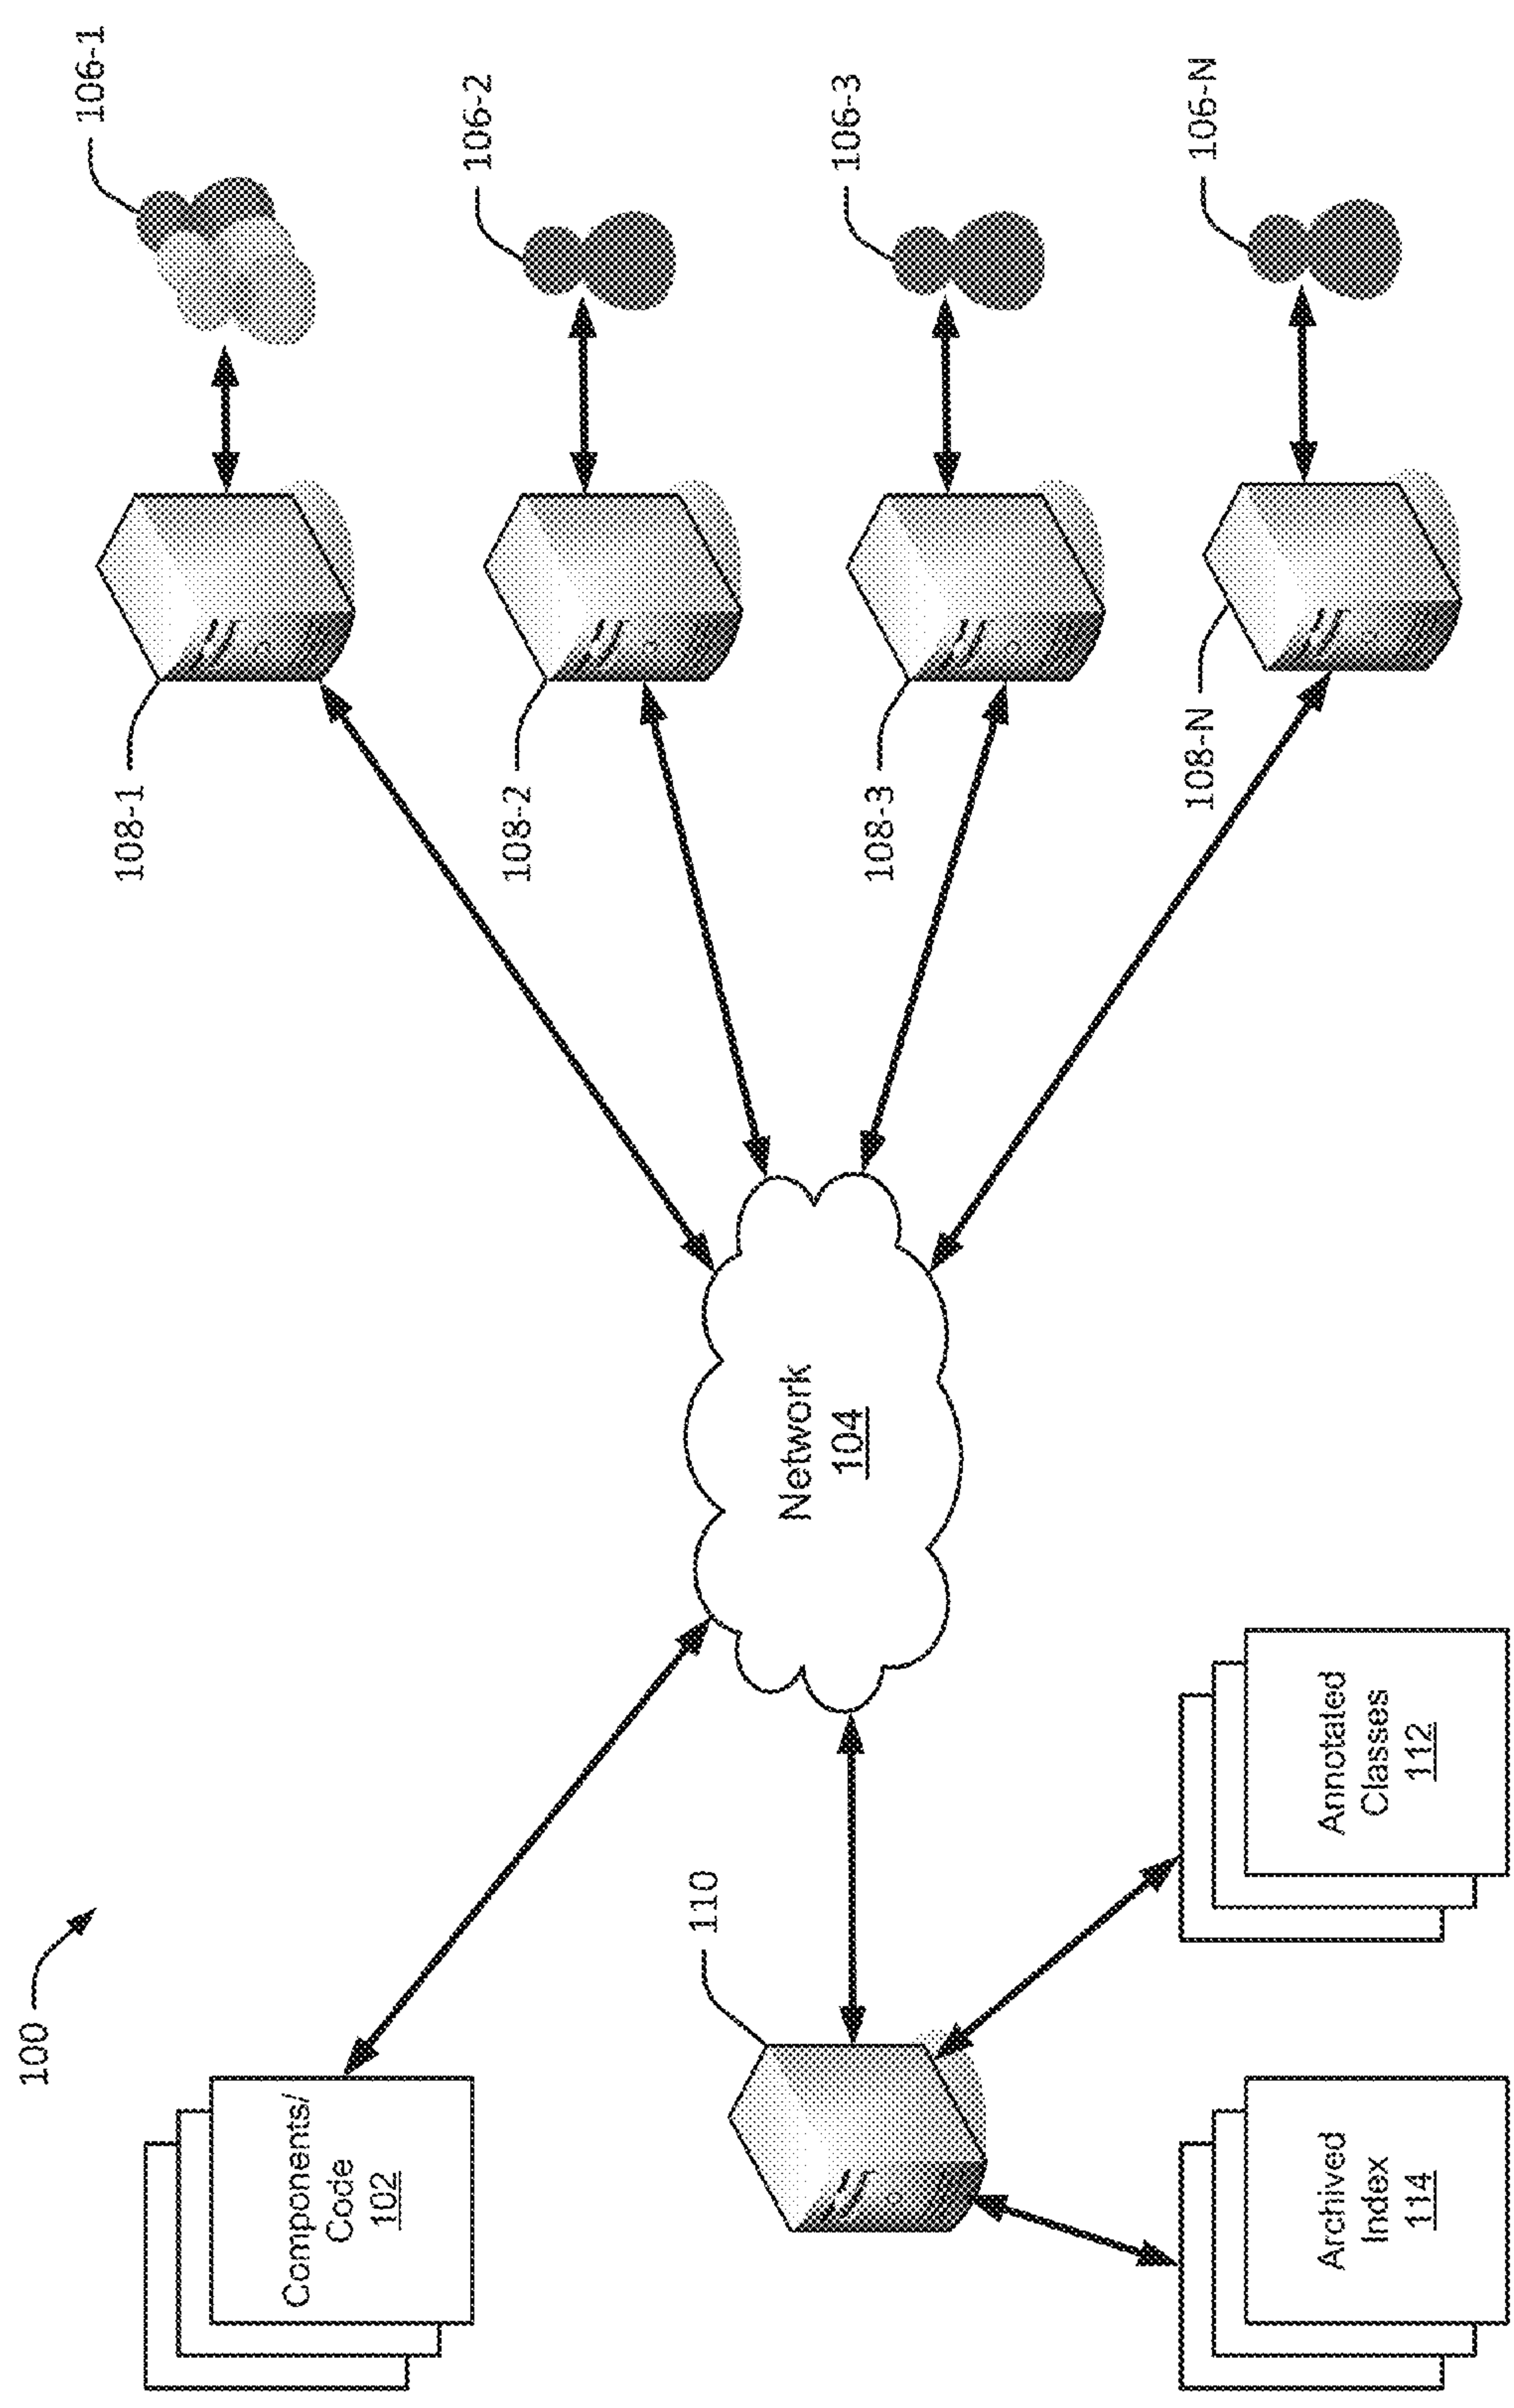 100
Components/
Code
102
110
Archived
Index
114
Annotated
Classes
112
Network
104
108-1
108-2
108-3
108-N
106-1
106-2
106-3
106-N